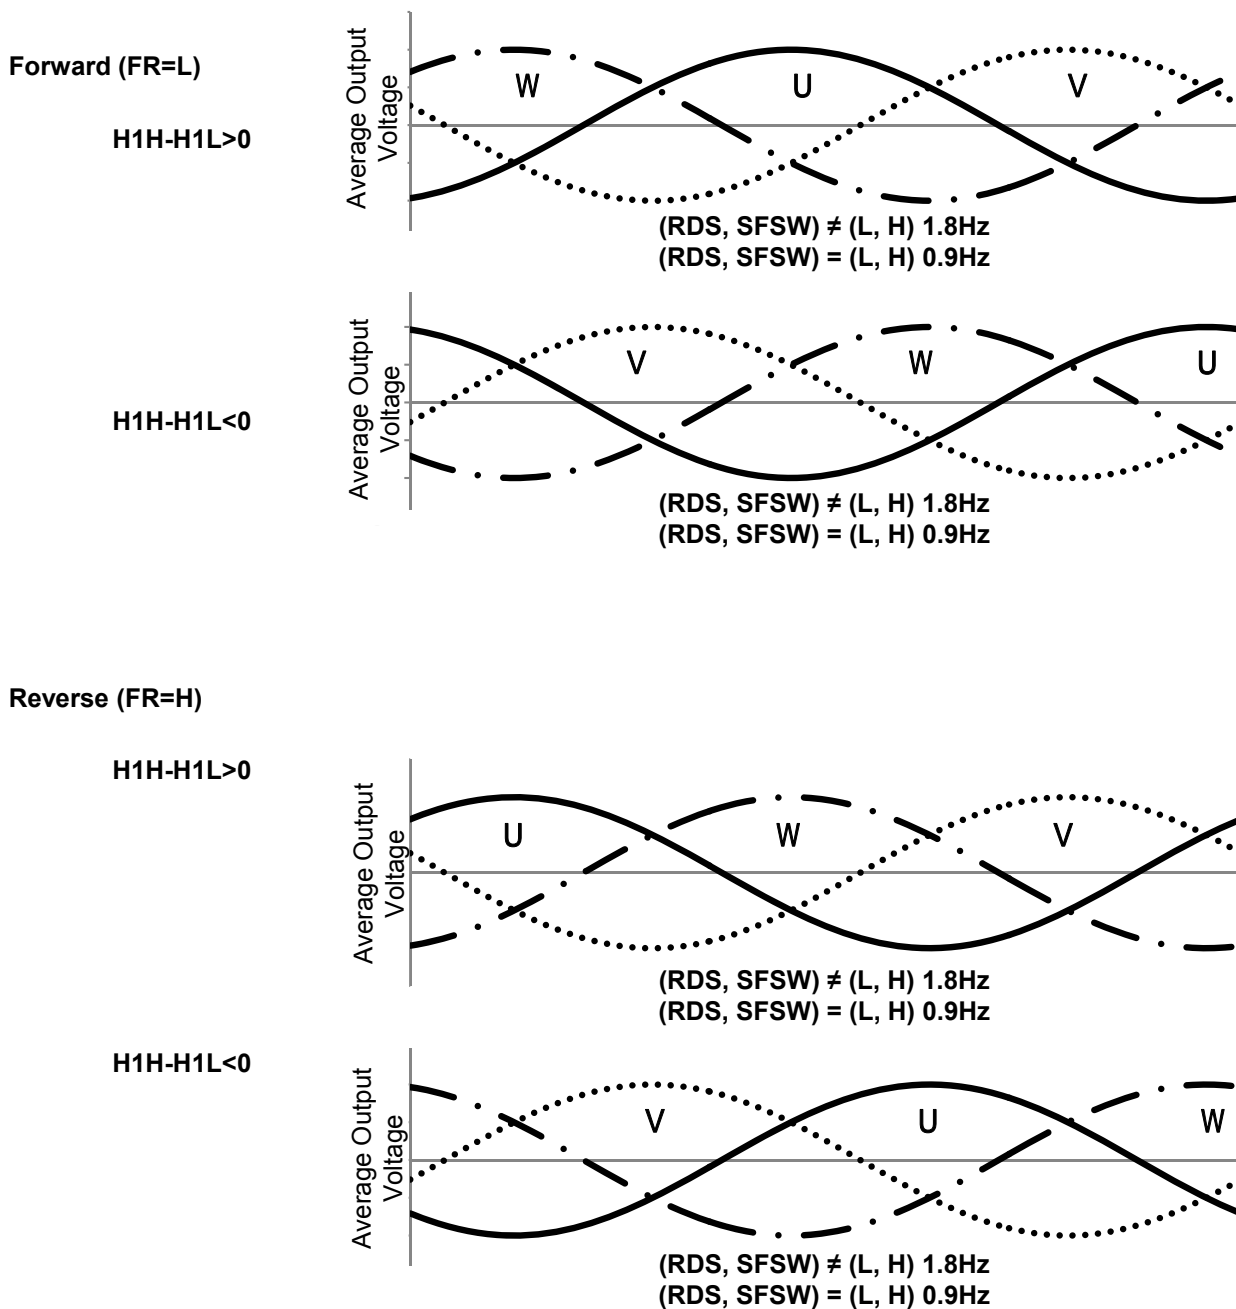 Forward (FR=L)
H1H-H1L>0
Average Output
Voltage
W
U
V
(RDS, SFSW) ≠ (L, H) 1.8Hz
(RDS, SFSW) = (L, H) 0.9Hz
H1H-H1L<0
Average Output
Voltage
V
W
U
(RDS, SFSW) ≠ (L, H) 1.8Hz
(RDS, SFSW) = (L, H) 0.9Hz
Reverse (FR=H)
H1H-H1L>0
Average Output
Voltage
U
W
V
(RDS, SFSW) ≠ (L, H) 1.8Hz
(RDS, SFSW) = (L, H) 0.9Hz
H1H-H1L<0
Average Output
Voltage
V
U
W
(RDS, SFSW) ≠ (L, H) 1.8Hz
(RDS, SFSW) = (L, H) 0.9Hz